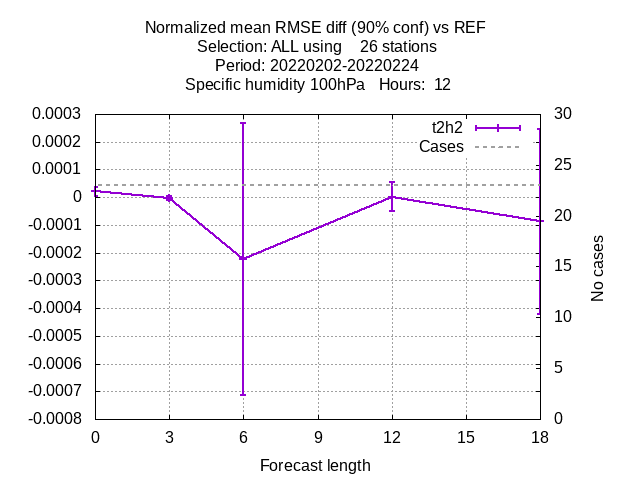 Normalized mean RMSE diff (90% conf) vs REF
Selection: ALL using    26 stations
Period: 20220202-20220224
Specific humidity 100hPa   Hours:  12
t2h2
Cases
0.0003
0.0002
0.0001
0
-0.0001
-0.0002
-0.0003
-0.0004
-0.0005
-0.0006
-0.0007
-0.0008
30
25
20
15
10
5
0
No cases
0 3 6 9 12 15 18
Forecast length